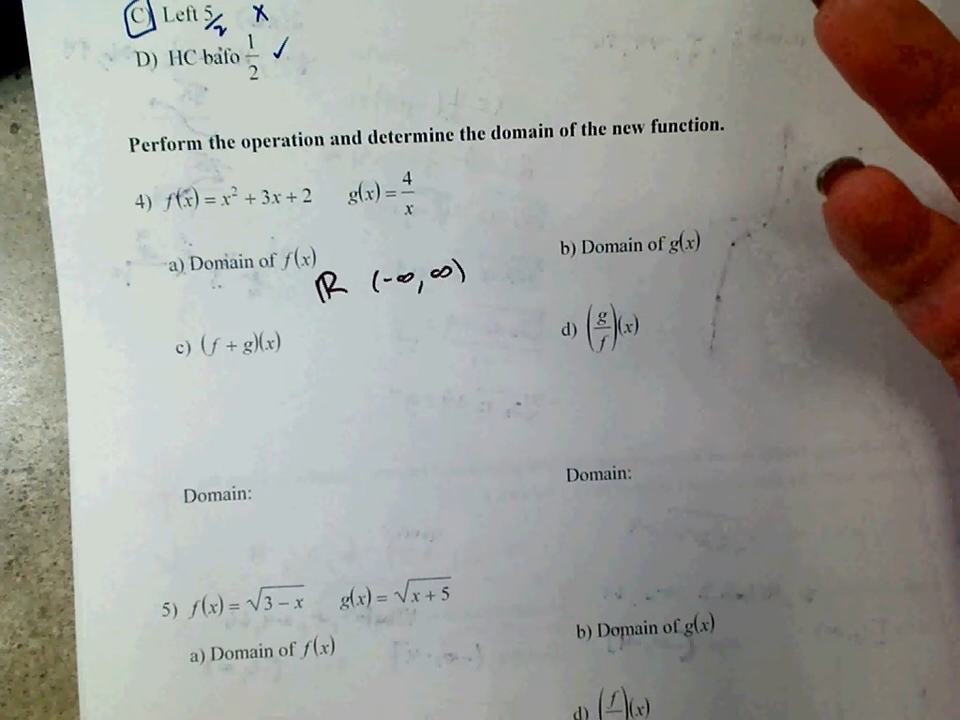 C) Left 5/2 x
D) HC bafo 1/2 ✓
Perform the operation and determine the domain of the new function.
4) f(x) = x² + 3x + 2 g(x) = 4/x
a) Domain of f(x) b) Domain of g(x)
ℝ (-∞, ∞)
c) (f + g)(x) d) (g/f)(x)
Domain: Domain:
5) f(x) = √(3 - x) g(x) = √(x + 5)
a) Domain of f(x) b) Domain of g(x)
d) (f/ )(x)